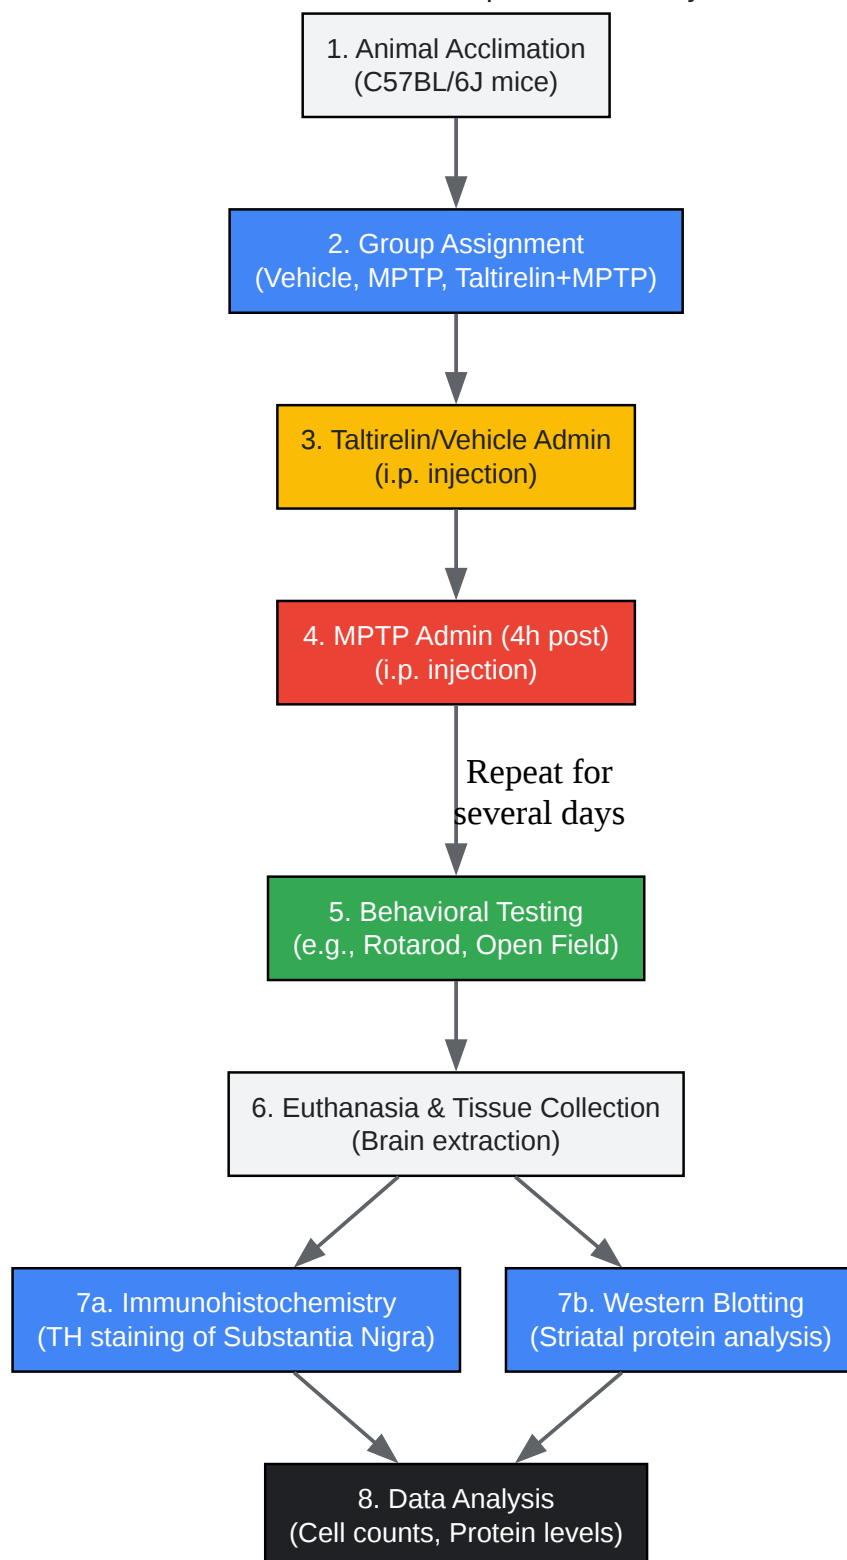 1. Animal Acclimation
(C57BL/6J mice)
2. Group Assignment
(Vehicle, MPTP, Taltirelin+MPTP)
3. Taltirelin/Vehicle Admin
(i.p. injection)
4. MPTP Admin (4h post)
(i.p. injection)
Repeat for
several days
5. Behavioral Testing
(e.g., Rotarod, Open Field)
6. Euthanasia & Tissue Collection
(Brain extraction)
7a. Immunohistochemistry
(TH staining of Substantia Nigra)
7b. Western Blotting
(Striatal protein analysis)
8. Data Analysis
(Cell counts, Protein levels)